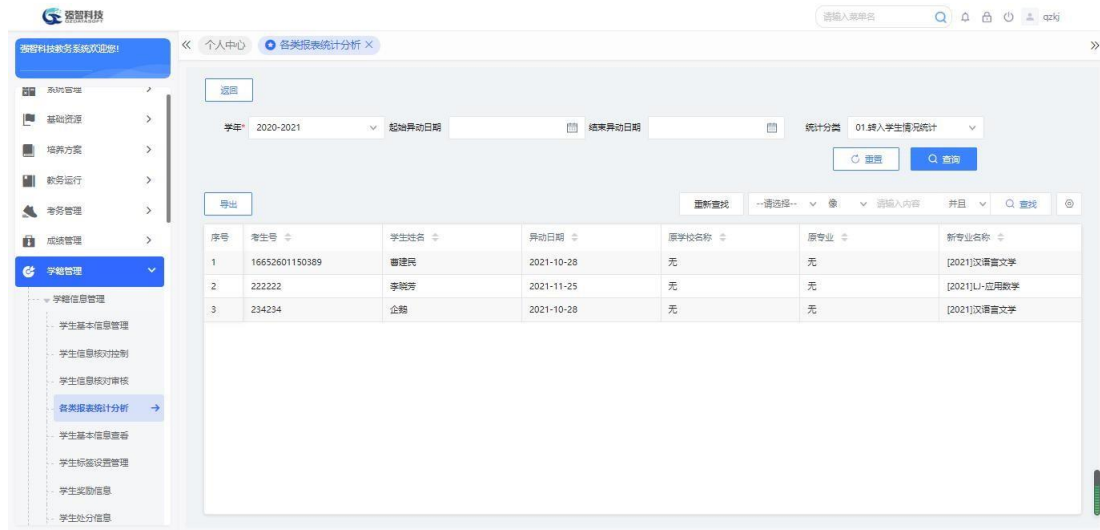 强智科技
QZDATASOFT
请输入菜单名
qzkj
强智科技教务系统欢迎您!
个人中心
各类报表统计分析
系统管理
基础资源
培养方案
教务运行
考务管理
成绩管理
学籍管理
学籍信息管理
学生基本信息管理
学生信息核对控制
学生信息核对审核
各类报表统计分析
学生基本信息查看
学生标签设置管理
学生奖励信息
学生处分信息
返回
学年* 2020-2021 起始异动日期 结束异动日期 统计分类 01.转入学生情况统计
重置 查询
导出 重新查找 --请选择-- 像 请输入内容 并且 查找
序号 考生号 学生姓名 异动日期 原学校名称 原专业 新专业名称
1 16652601150389 曹建民 2021-10-28 无 无 [2021]汉语言文学
2 222222 李晓芳 2021-11-25 无 无 [2021]LJ-应用数学
3 234234 企鹅 2021-10-28 无 无 [2021]汉语言文学